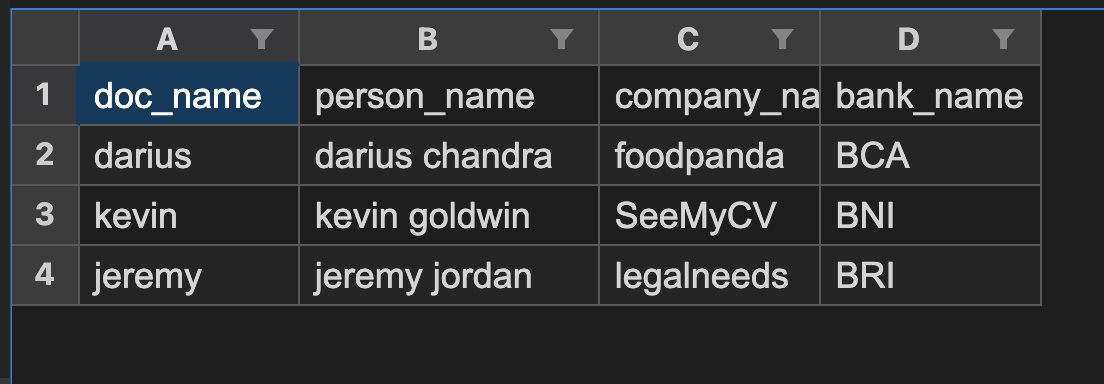 A B C D
1 doc_name person_name company_na bank_name
2 darius darius chandra foodpanda BCA
3 kevin kevin goldwin SeeMyCV BNI
4 jeremy jeremy jordan legalneeds BRI